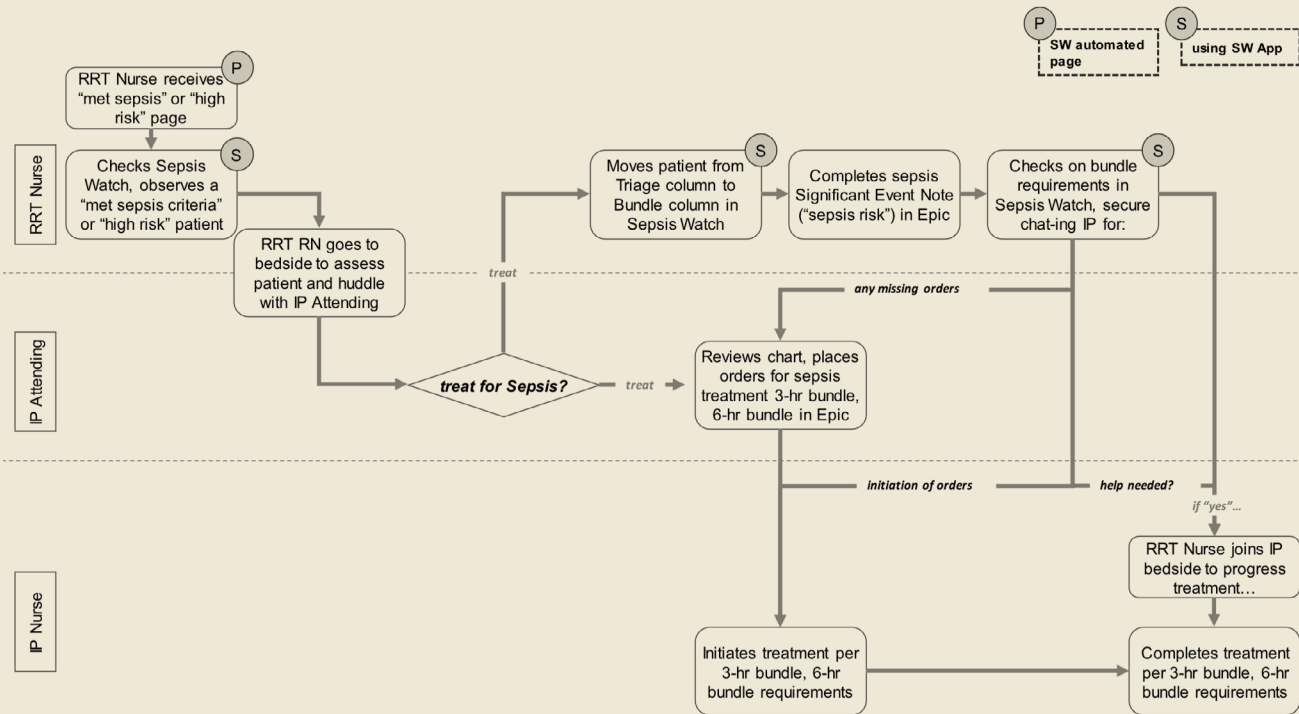 P
SW automated
page
S
using SW App
P
RRT Nurse receives
“met sepsis” or “high
risk” page
RRT Nurse
S
Checks Sepsis
Watch, observes a
“met sepsis criteria”
or “high risk” patient
RRT RN goes to
bedside to assess
patient and huddle
with IP Attending
treat
S
Moves patient from
Triage column to
Bundle column in
Sepsis Watch
Completes sepsis
Significant Event Note
(“sepsis risk”) in Epic
S
Checks on bundle
requirements in
Sepsis Watch, secure
chat-ing IP for:
any missing orders
IP Attending
treat for Sepsis?
treat
Reviews chart, places
orders for sepsis
treatment 3-hr bundle,
6-hr bundle in Epic
initiation of orders
help needed?
if “yes”...
IP Nurse
RRT Nurse joins IP
bedside to progress
treatment...
Initiates treatment per
3-hr bundle, 6-hr
bundle requirements
Completes treatment
per 3-hr bundle, 6-hr
bundle requirements